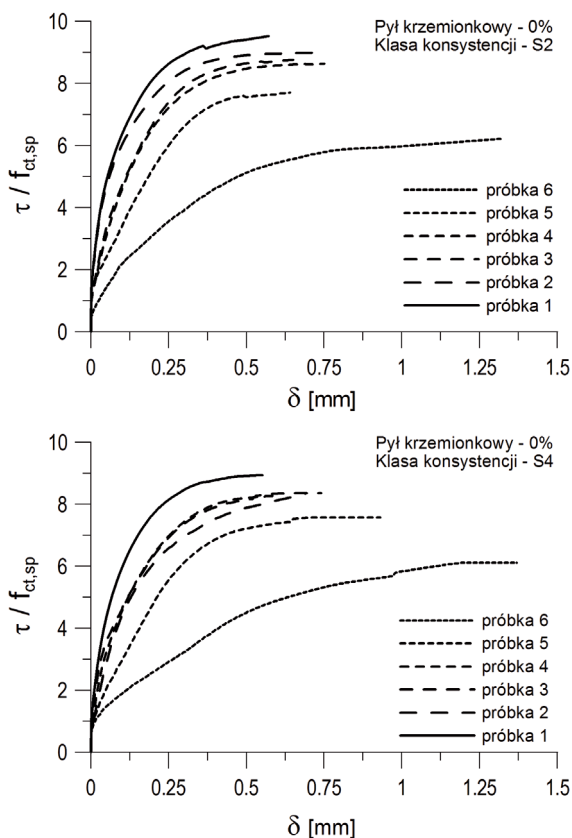 Pył krzemionkowy - 0%
Klasa konsystencji - S2
10
8
6
4
2
0
τ / fct,sp
próbka 6
próbka 5
próbka 4
próbka 3
próbka 2
próbka 1
0 0.25 0.5 0.75 1 1.25 1.5
δ [mm]
Pył krzemionkowy - 0%
Klasa konsystencji - S4
10
8
6
4
2
0
τ / fct,sp
próbka 6
próbka 5
próbka 4
próbka 3
próbka 2
próbka 1
0 0.25 0.5 0.75 1 1.25 1.5
δ [mm]